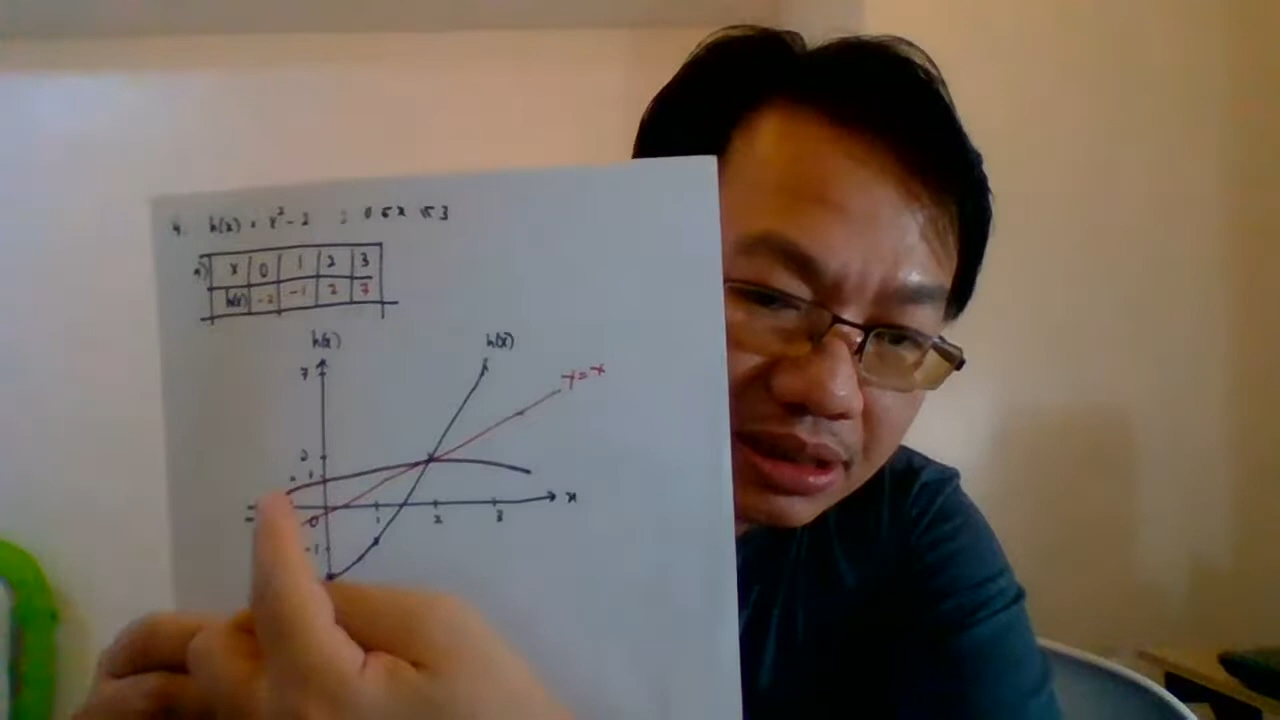 4. h(x) = x² - 2 ; 0 ≤ x ≤ 3
a) x 0 1 2 3
h(x) -2 -1 2 7
h(x) h(x)
7 y = x
2
1
x
0 1 2 3
-1